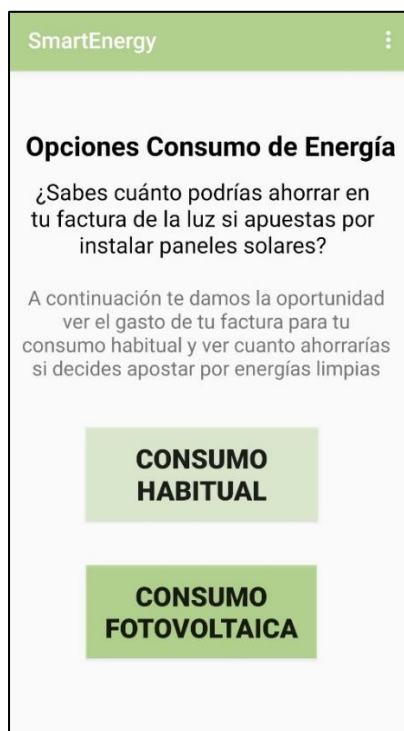 SmartEnergy
Opciones Consumo de Energía
¿Sabes cuánto podrías ahorrar en
tu factura de la luz si apuestas por
instalar paneles solares?
A continuación te damos la oportunidad
ver el gasto de tu factura para tu
consumo habitual y ver cuanto ahorrarías
si decides apostar por energías limpias
CONSUMO
HABITUAL
CONSUMO
FOTOVOLTAICA